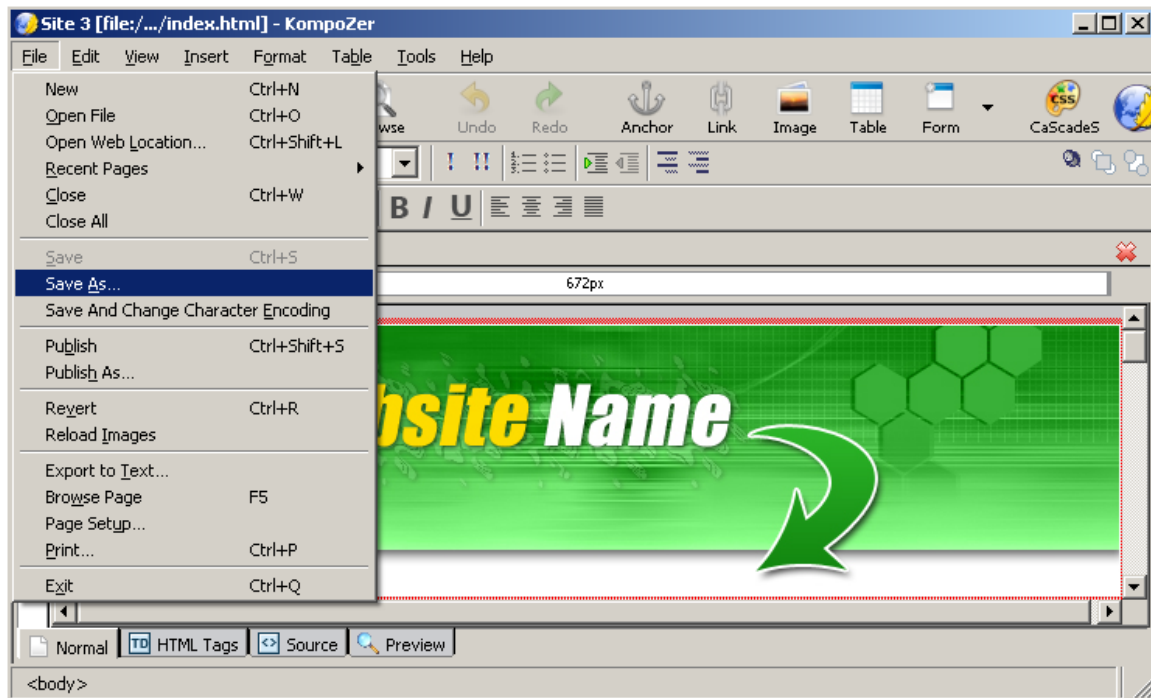 Site 3 [file:/.../index.html] - KompoZer
File Edit View Insert Format Table Tools Help
New Ctrl+N
Open File Ctrl+O
Open Web Location... Ctrl+Shift+L
Recent Pages
Close Ctrl+W
Close All
Save Ctrl+S
Save As...
Save And Change Character Encoding
Publish Ctrl+Shift+S
Publish As...
Revert Ctrl+R
Reload Images
Export to Text...
Browse Page F5
Page Setup...
Print... Ctrl+P
Exit Ctrl+Q
wse Undo Redo Anchor Link Image Table Form CSS CaScadeS
! !!
B I U
672px
bsite Name
Normal TD HTML Tags Source Preview
<body>